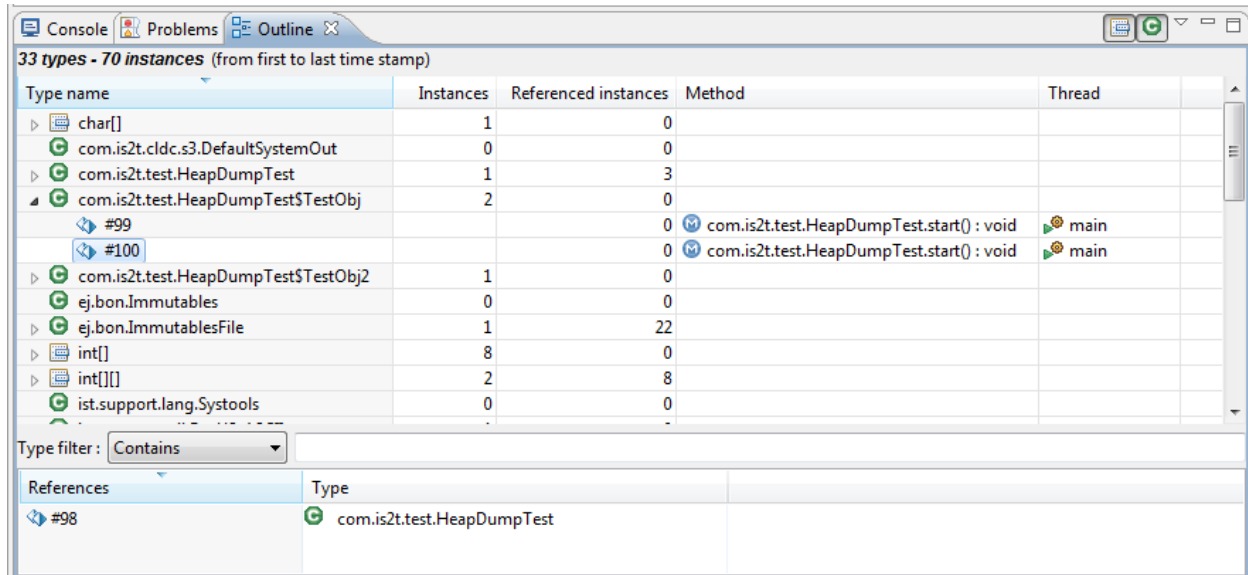 Console Problems Outline
33 types - 70 instances (from first to last time stamp)
Type name Instances Referenced instances Method Thread
char[] 1 0
com.is2t.cldc.s3.DefaultSystemOut 0 0
com.is2t.test.HeapDumpTest 1 3
com.is2t.test.HeapDumpTest$TestObj 2 0
#99 0 M com.is2t.test.HeapDumpTest.start() : void main
#100 0 M com.is2t.test.HeapDumpTest.start() : void main
com.is2t.test.HeapDumpTest$TestObj2 1 0
ej.bon.Immutables 0 0
ej.bon.ImmutablesFile 1 22
int[] 8 0
int[][] 2 8
ist.support.lang.Systools 0 0
Type filter : Contains
References Type
#98 com.is2t.test.HeapDumpTest